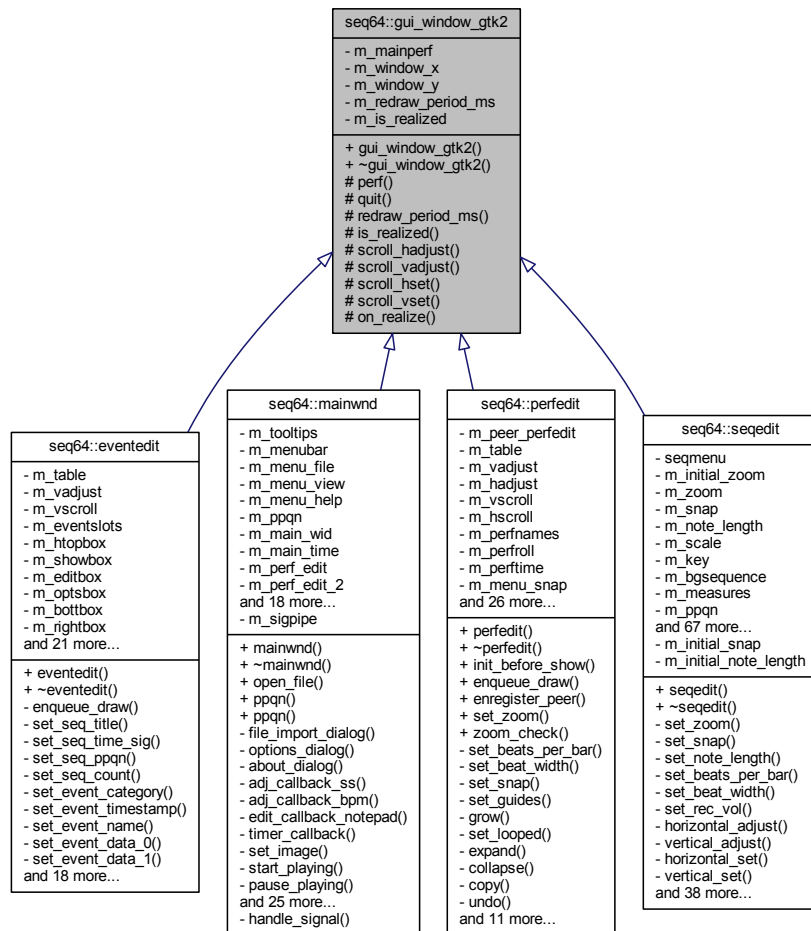 seq64::gui_window_gtk2
- m_mainperf
- m_window_x
- m_window_y
- m_redraw_period_ms
- m_is_realized
+ gui_window_gtk2()
+ ~gui_window_gtk2()
# perf()
# quit()
# redraw_period_ms()
# is_realized()
# scroll_hadjust()
# scroll_vadjust()
# scroll_hset()
# scroll_vset()
# on_realize()
seq64::eventedit
- m_table
- m_vadjust
- m_vscroll
- m_eventslots
- m_htopbox
- m_showbox
- m_editbox
- m_optsbox
- m_bottbox
- m_rightbox
and 21 more...
+ eventedit()
+ ~eventedit()
- enqueue_draw()
- set_seq_title()
- set_seq_time_sig()
- set_seq_ppqn()
- set_seq_count()
- set_event_category()
- set_event_timestamp()
- set_event_name()
- set_event_data_0()
- set_event_data_1()
and 18 more...
seq64::mainwnd
- m_tooltips
- m_menubar
- m_menu_file
- m_menu_view
- m_menu_help
- m_ppqn
- m_main_wid
- m_main_time
- m_perf_edit
- m_perf_edit_2
and 18 more...
- m_sigpipe
+ mainwnd()
+ ~mainwnd()
+ open_file()
+ ppqn()
+ ppqn()
- file_import_dialog()
- options_dialog()
- about_dialog()
- adj_callback_ss()
- adj_callback_bpm()
- edit_callback_notepad()
- timer_callback()
- set_image()
- start_playing()
- pause_playing()
and 25 more...
- handle_signal()
seq64::perfedit
- m_peer_perfedit
- m_table
- m_vadjust
- m_hadjust
- m_vscroll
- m_hscroll
- m_perfnames
- m_perfroll
- m_perftime
- m_menu_snap
and 26 more...
+ perfedit()
+ ~perfedit()
+ init_before_show()
+ enqueue_draw()
+ enregister_peer()
+ set_zoom()
+ zoom_check()
- set_beats_per_bar()
- set_beat_width()
- set_snap()
- set_guides()
- grow()
- set_looped()
- expand()
- collapse()
- copy()
- undo()
and 11 more...
seq64::seqedit
- seqmenu
- m_initial_zoom
- m_zoom
- m_snap
- m_note_length
- m_scale
- m_key
- m_bgsequence
- m_measures
- m_ppqn
and 67 more...
- m_initial_snap
- m_initial_note_length
+ seqedit()
+ ~seqedit()
- set_zoom()
- set_snap()
- set_note_length()
- set_beats_per_bar()
- set_beat_width()
- set_rec_vol()
- horizontal_adjust()
- vertical_adjust()
- horizontal_set()
- vertical_set()
and 38 more...